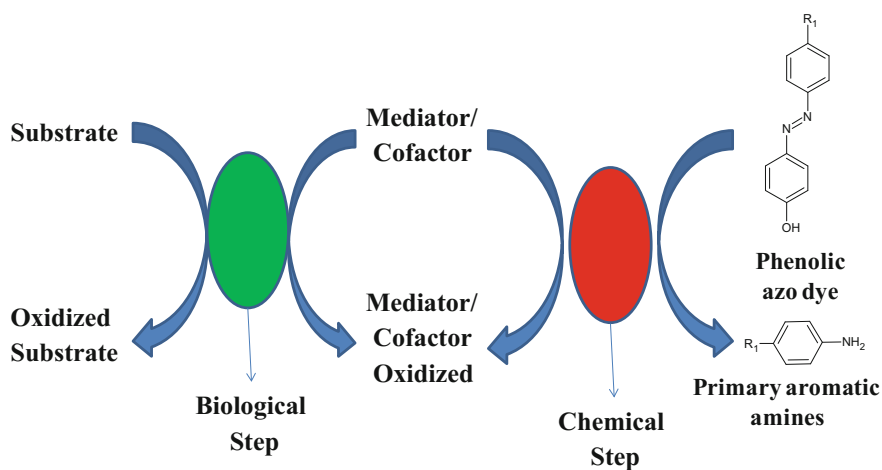 Substrate
Mediator/
Cofactor
R1
N
N
OH
Phenolic
azo dye
Oxidized
Substrate
Mediator/
Cofactor
Oxidized
R1
NH2
Primary aromatic
amines
Biological
Step
Chemical
Step